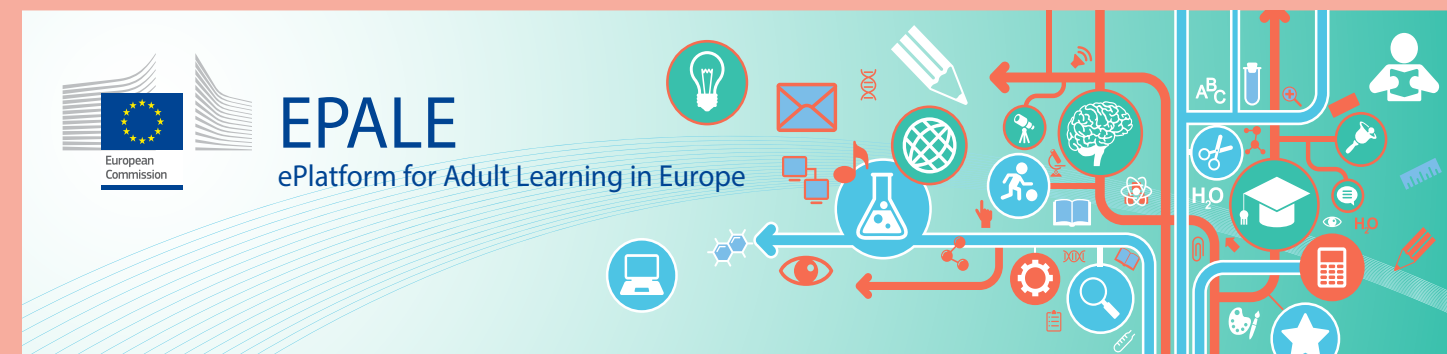 European
Commission
EPALE
ePlatform for Adult Learning in Europe
ABC
H₂O
H₂O